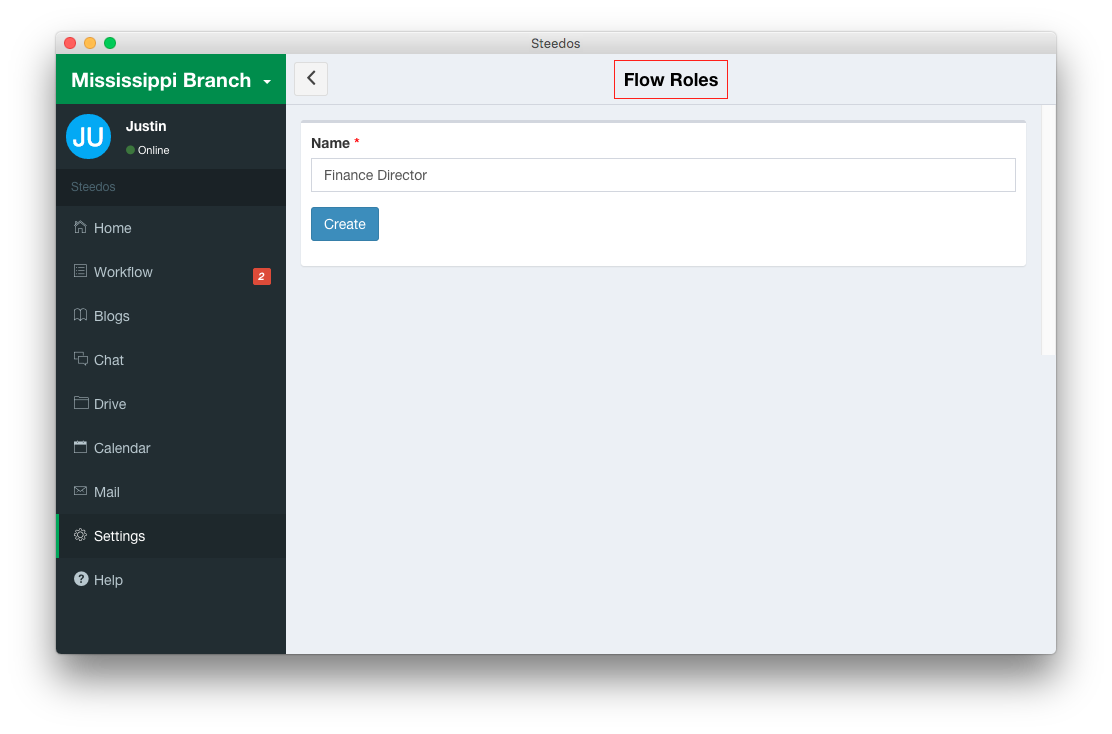 Steedos
Mississippi Branch
Flow Roles
JU
Justin
Online
Steedos
Home
Workflow
2
Blogs
Chat
Drive
Calendar
Mail
Settings
? Help
Name *
Finance Director
Create